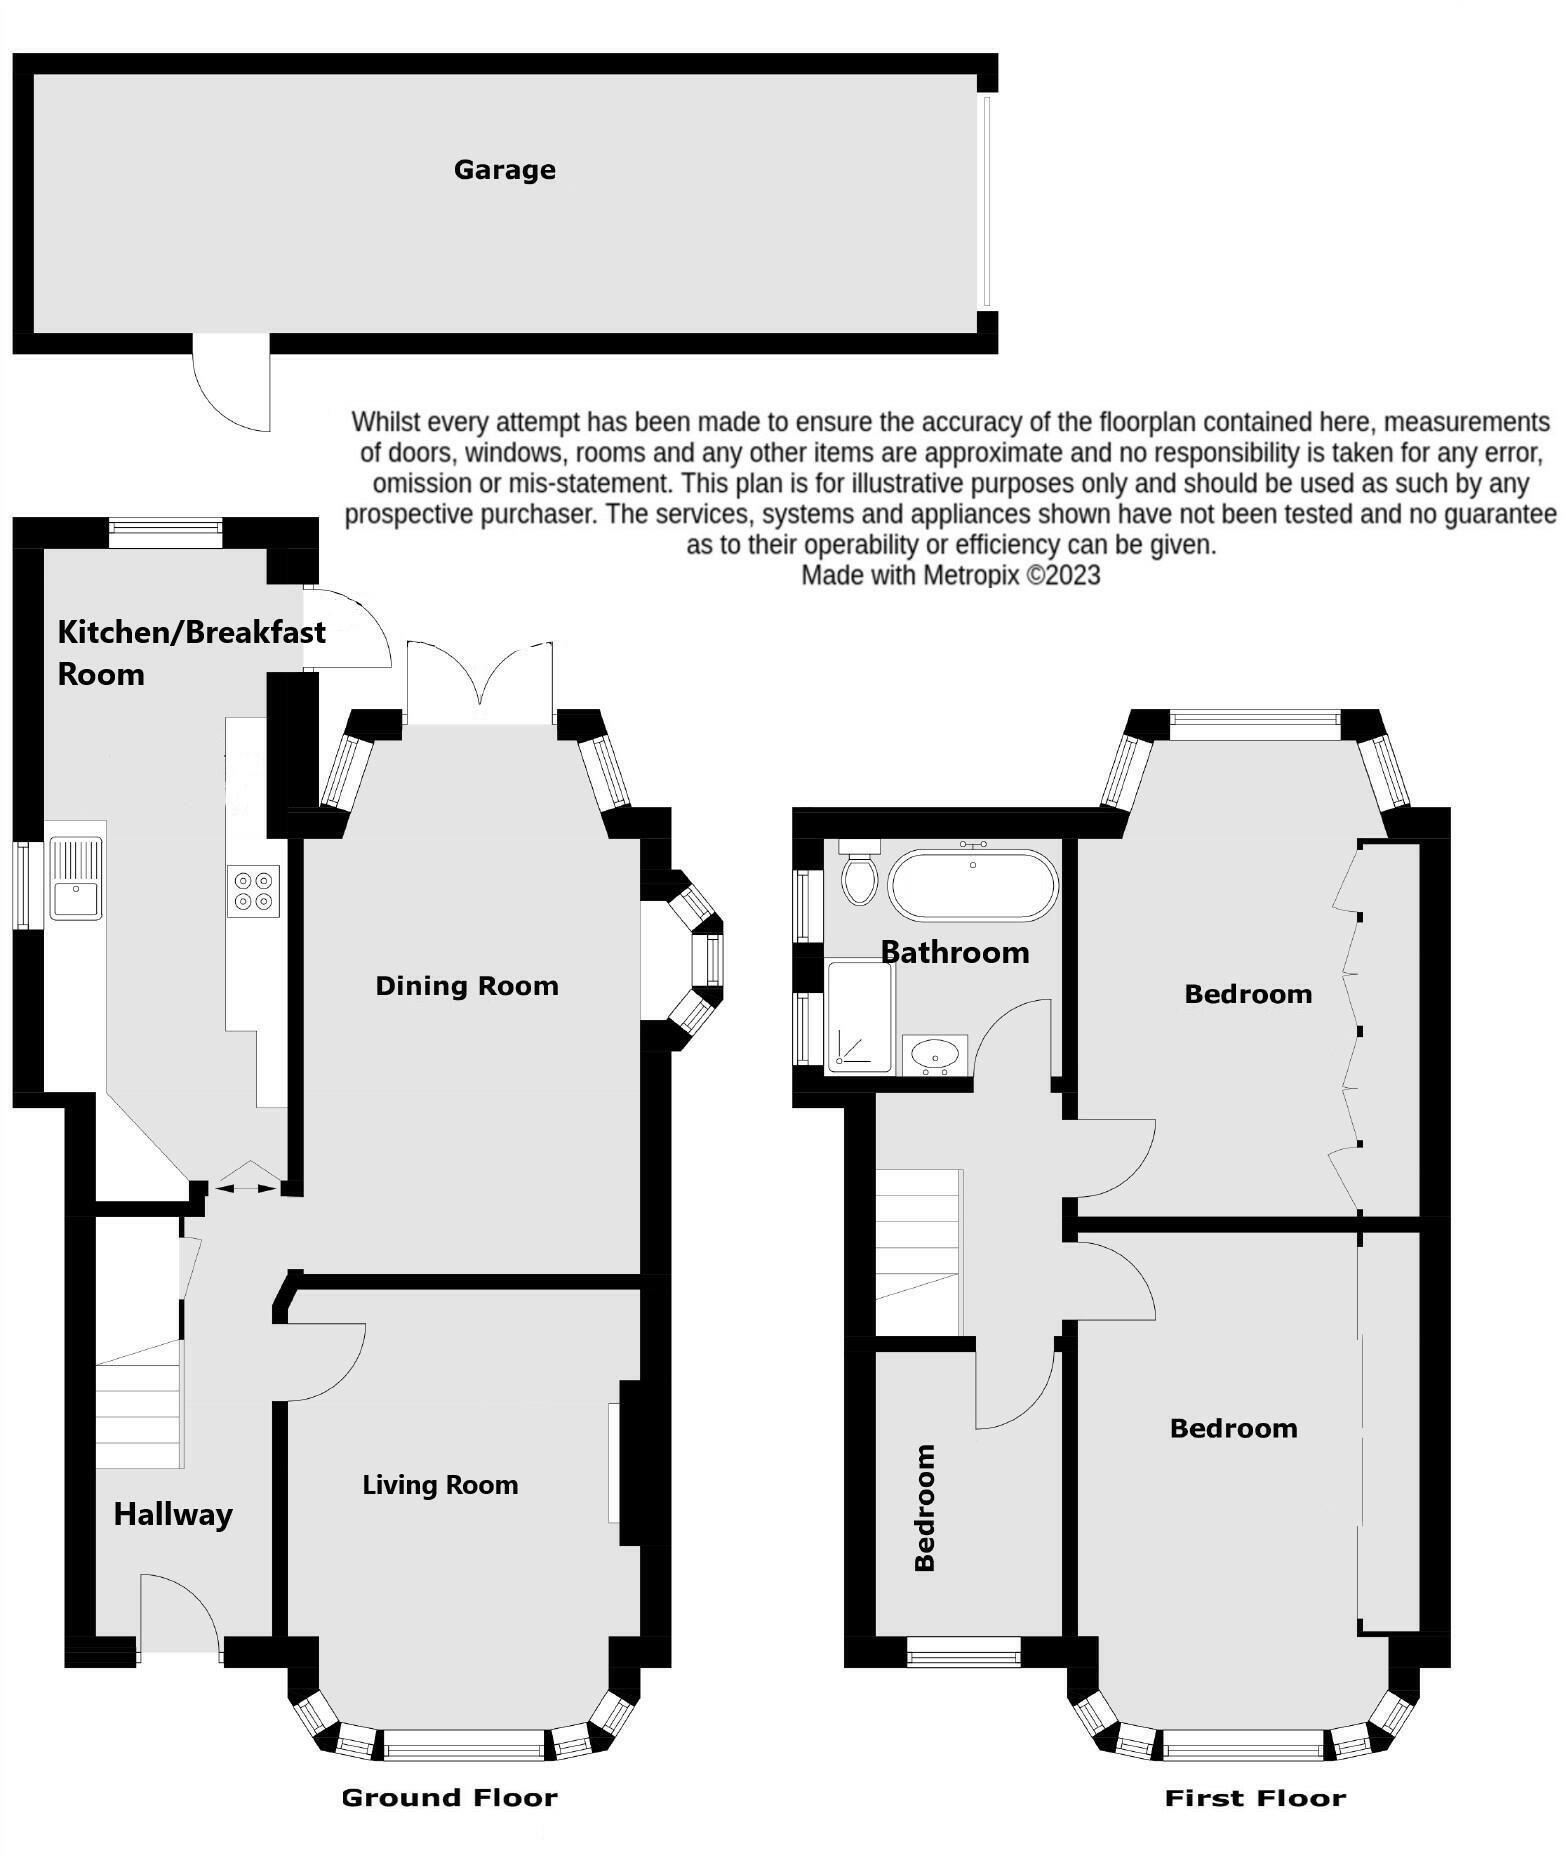 Garage
Whilst every attempt has been made to ensure the accuracy of the floorplan contained here, measurements
of doors, windows, rooms and any other items are approximate and no responsibility is taken for any error,
omission or mis-statement. This plan is for illustrative purposes only and should be used as such by any
prospective purchaser. The services, systems and appliances shown have not been tested and no guarantee
as to their operability or efficiency can be given.
Made with Metropix ©2023
Kitchen/Breakfast
Room
Dining Room
Living Room
Hallway
Ground Floor
Bathroom
Bedroom
Bedroom
Bedroom
First Floor